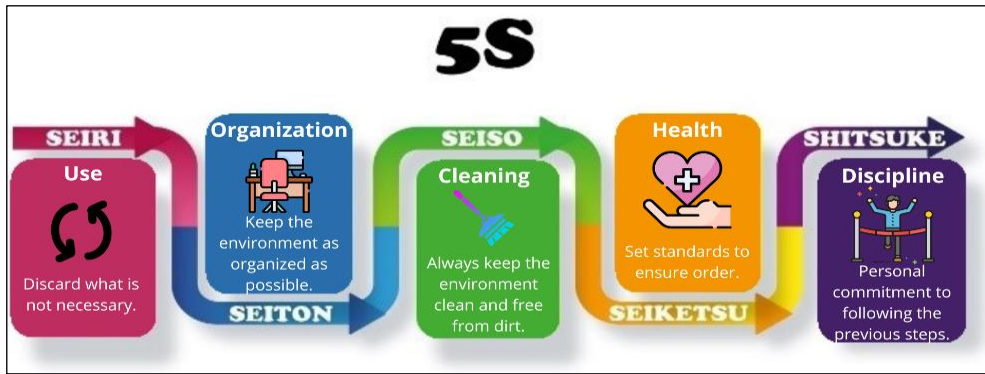 5S
SEIRI
Use
Discard what is
not necessary.
Organization
Keep the
environment as
organized as
possible.
SEITON
SEISO
Cleaning
Always keep the
environment
clean and free
from dirt.
Health
Set standards to
ensure order.
SEIKETSU
SHITSUKE
Discipline
Personal
commitment to
following the
previous steps.